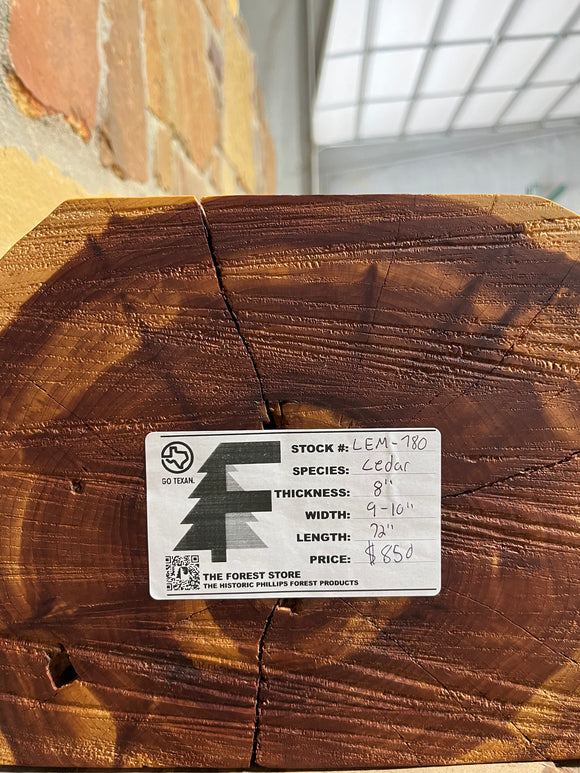 GO TEXAN.
STOCK #: LEM-780
SPECIES: Cedar
THICKNESS: 8"
WIDTH: 9-10"
LENGTH: 72"
PRICE: $850
THE FOREST STORE
THE HISTORIC PHILLIPS FOREST PRODUCTS